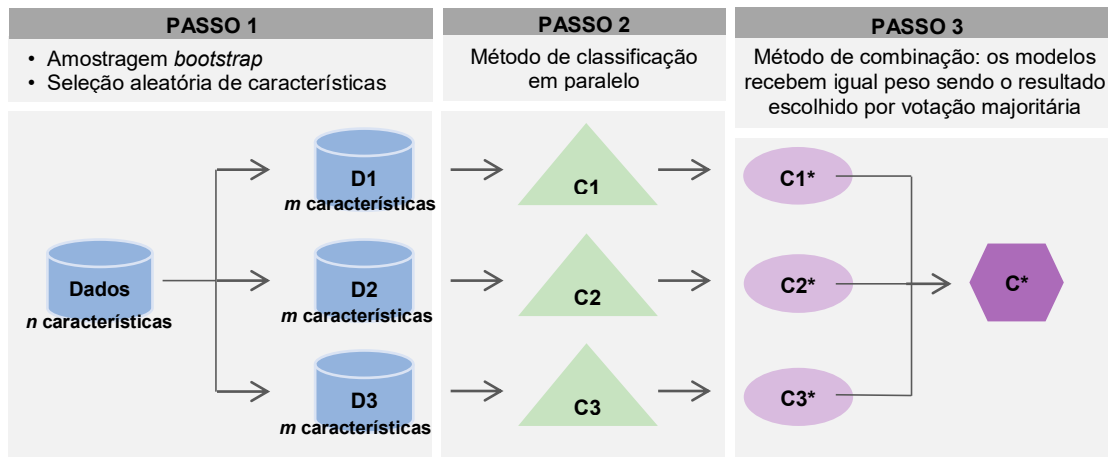 PASSO 1
• Amostragem bootstrap
• Seleção aleatória de características
PASSO 2
Método de classificação
em paralelo
PASSO 3
Método de combinação: os modelos
recebem igual peso sendo o resultado
escolhido por votação majoritária
Dados
n características
D1
m características
D2
m características
D3
m características
C1
C2
C3
C1*
C2*
C3*
C*